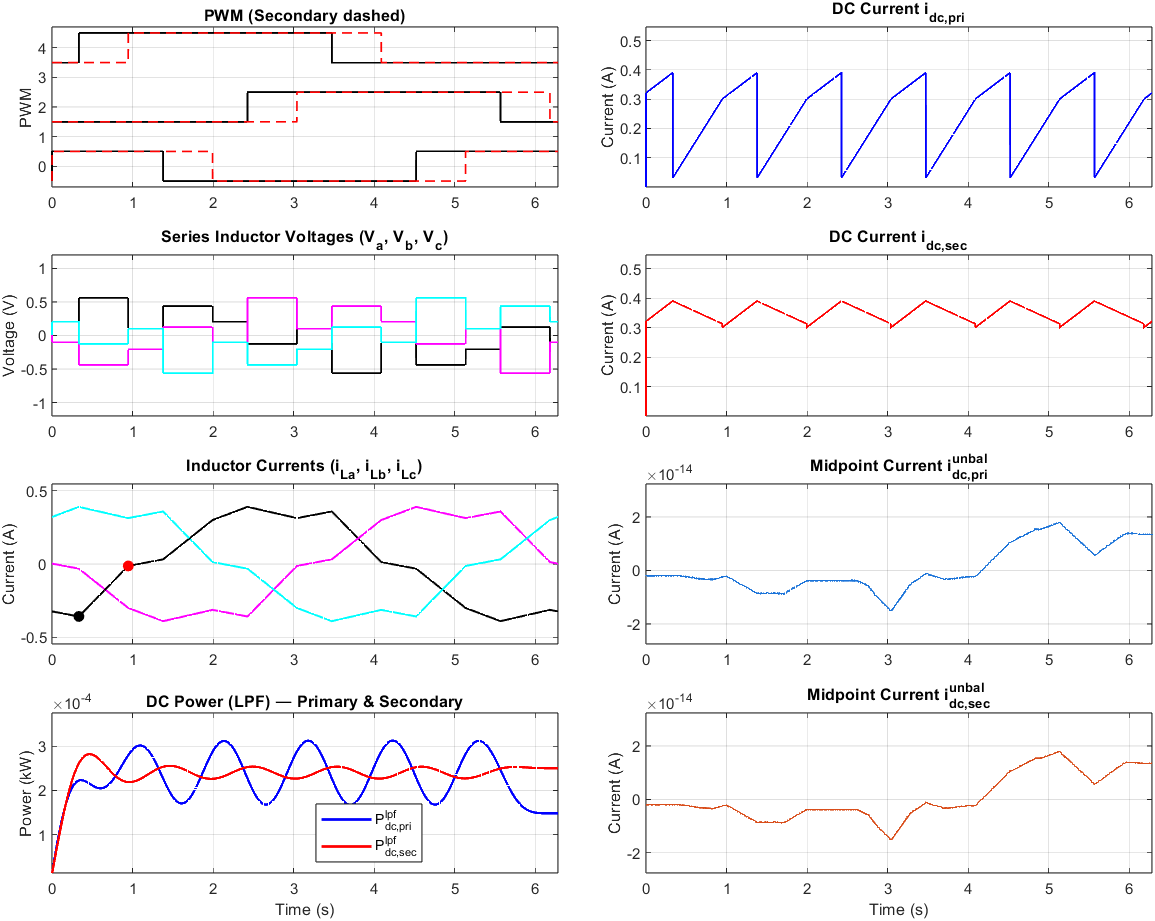 PWM (Secondary dashed)
PWM
4
3
2
1
0
0 1 2 3 4 5 6
DC Current i_dc,pri
Current (A)
0.5
0.4
0.3
0.2
0.1
0 1 2 3 4 5 6
Series Inductor Voltages (V_a, V_b, V_c)
Voltage (V)
1
0.5
0
-0.5
-1
0 1 2 3 4 5 6
DC Current i_dc,sec
Current (A)
0.5
0.4
0.3
0.2
0.1
0 1 2 3 4 5 6
Inductor Currents (i_La, i_Lb, i_Lc)
Current (A)
0.5
0
-0.5
0 1 2 3 4 5 6
Midpoint Current i^unbal_dc,pri
×10^-14
Current (A)
2
0
-2
0 1 2 3 4 5 6
DC Power (LPF) — Primary & Secondary
×10^-4
Power (kW)
3
2
1
P^lpf_dc,pri
P^lpf_dc,sec
0 1 2 3 4 5 6
Time (s)
Midpoint Current i^unbal_dc,sec
×10^-14
Current (A)
2
0
-2
0 1 2 3 4 5 6
Time (s)